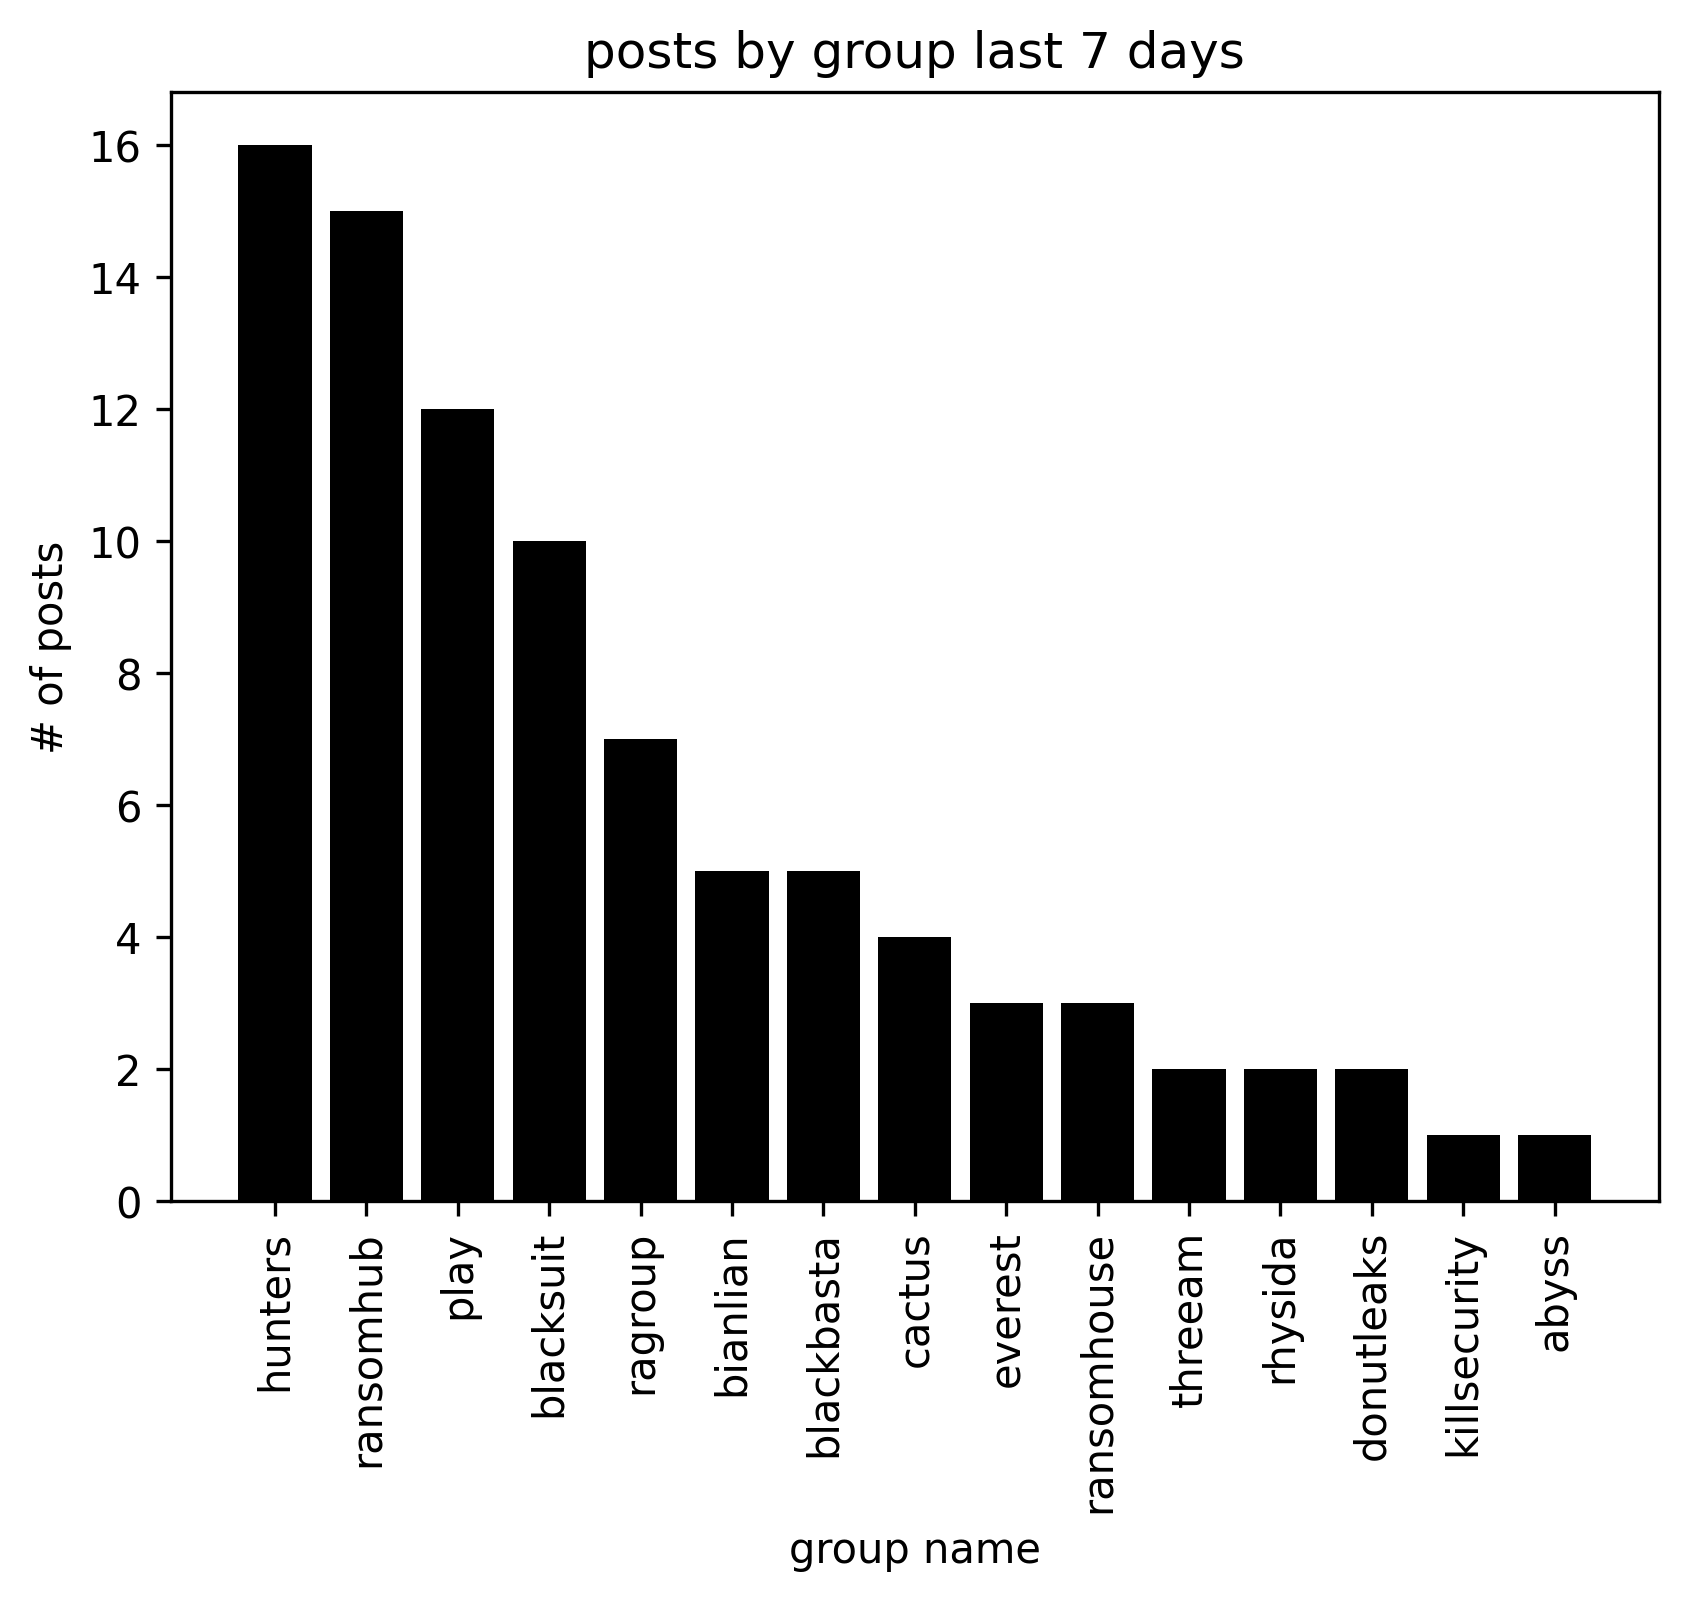 posts by group last 7 days
16
14
12
10
8
6
4
2
0
# of posts
hunters
ransomhub
play
blacksuit
ragroup
bianlian
blackbasta
cactus
everest
ransomhouse
threeam
rhysida
donutleaks
killsecurity
abyss
group name